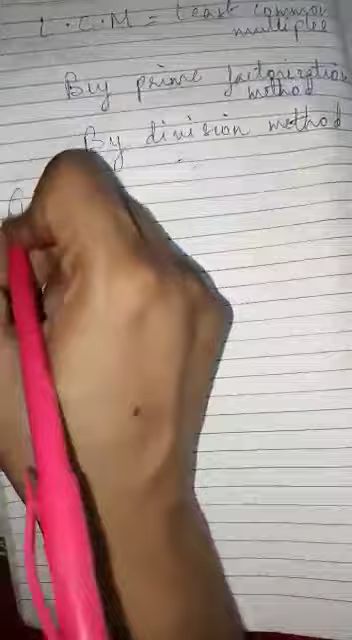 L.C.M = Least common
multiple
By prime factorization
method
By division method